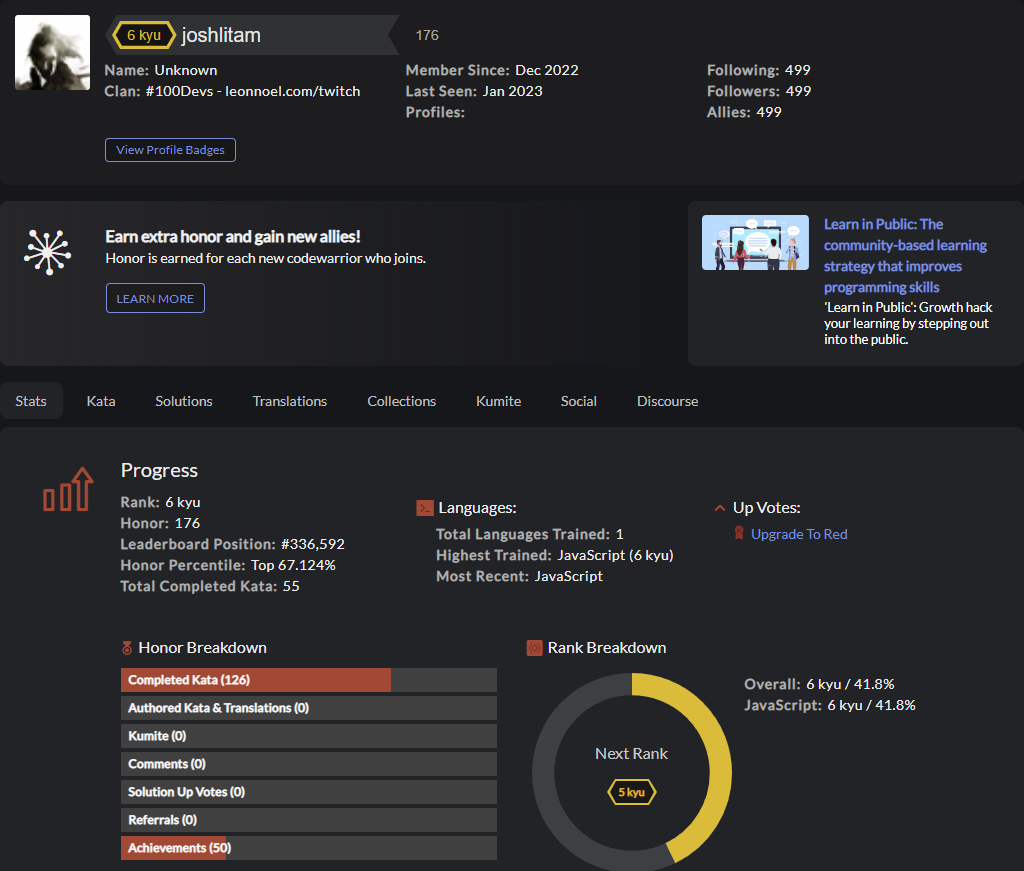 6 kyu joshlitam 176
Name: Unknown
Clan: #100Devs - leonnoel.com/twitch
Member Since: Dec 2022
Last Seen: Jan 2023
Profiles:
Following: 499
Followers: 499
Allies: 499
View Profile Badges
Earn extra honor and gain new allies!
Honor is earned for each new codewarrior who joins.
LEARN MORE
Learn in Public: The
community-based learning
strategy that improves
programming skills
'Learn in Public': Growth hack
your learning by stepping out
into the public.
Stats Kata Solutions Translations Collections Kumite Social Discourse
Progress
Rank: 6 kyu
Honor: 176
Leaderboard Position: #336,592
Honor Percentile: Top 67.124%
Total Completed Kata: 55
Languages:
Total Languages Trained: 1
Highest Trained: JavaScript (6 kyu)
Most Recent: JavaScript
Up Votes:
Upgrade To Red
Honor Breakdown
Completed Kata (126)
Authored Kata & Translations (0)
Kumite (0)
Comments (0)
Solution Up Votes (0)
Referrals (0)
Achievements (50)
Rank Breakdown
Next Rank
5 kyu
Overall: 6 kyu / 41.8%
JavaScript: 6 kyu / 41.8%